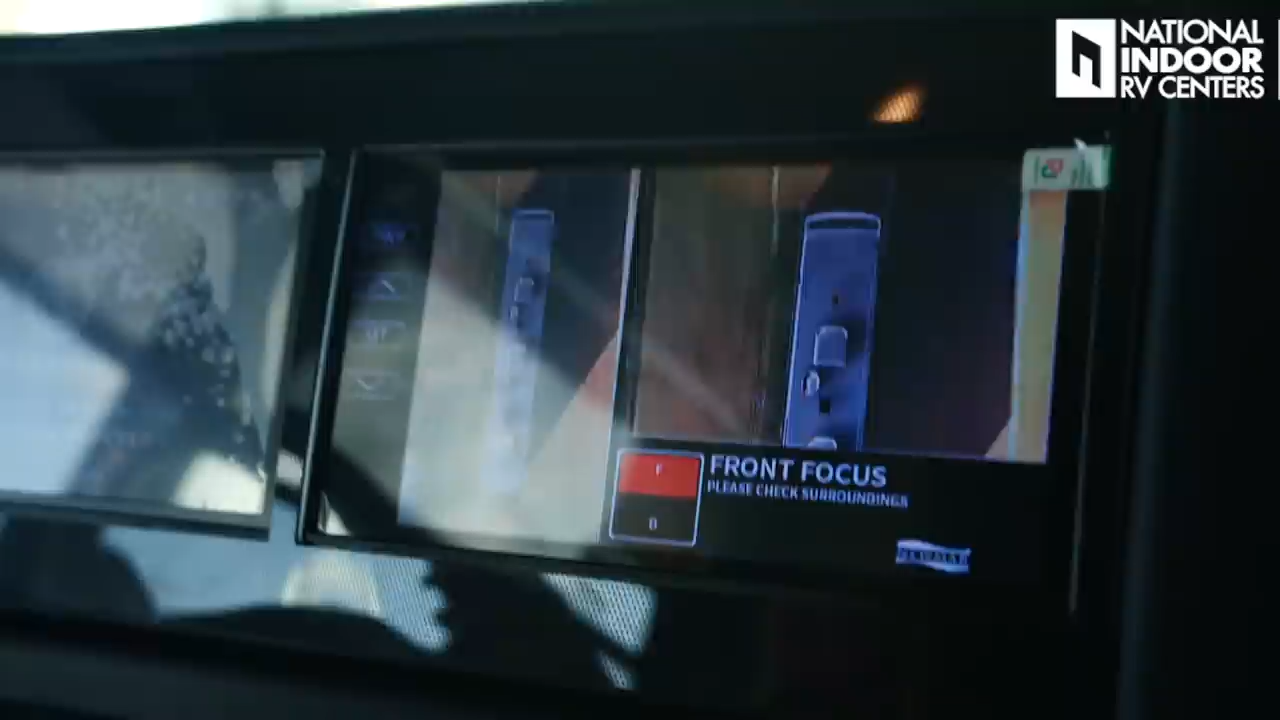 NATIONAL
INDOOR
RV CENTERS
FRONT FOCUS
PLEASE CHECK SURROUNDINGS
F